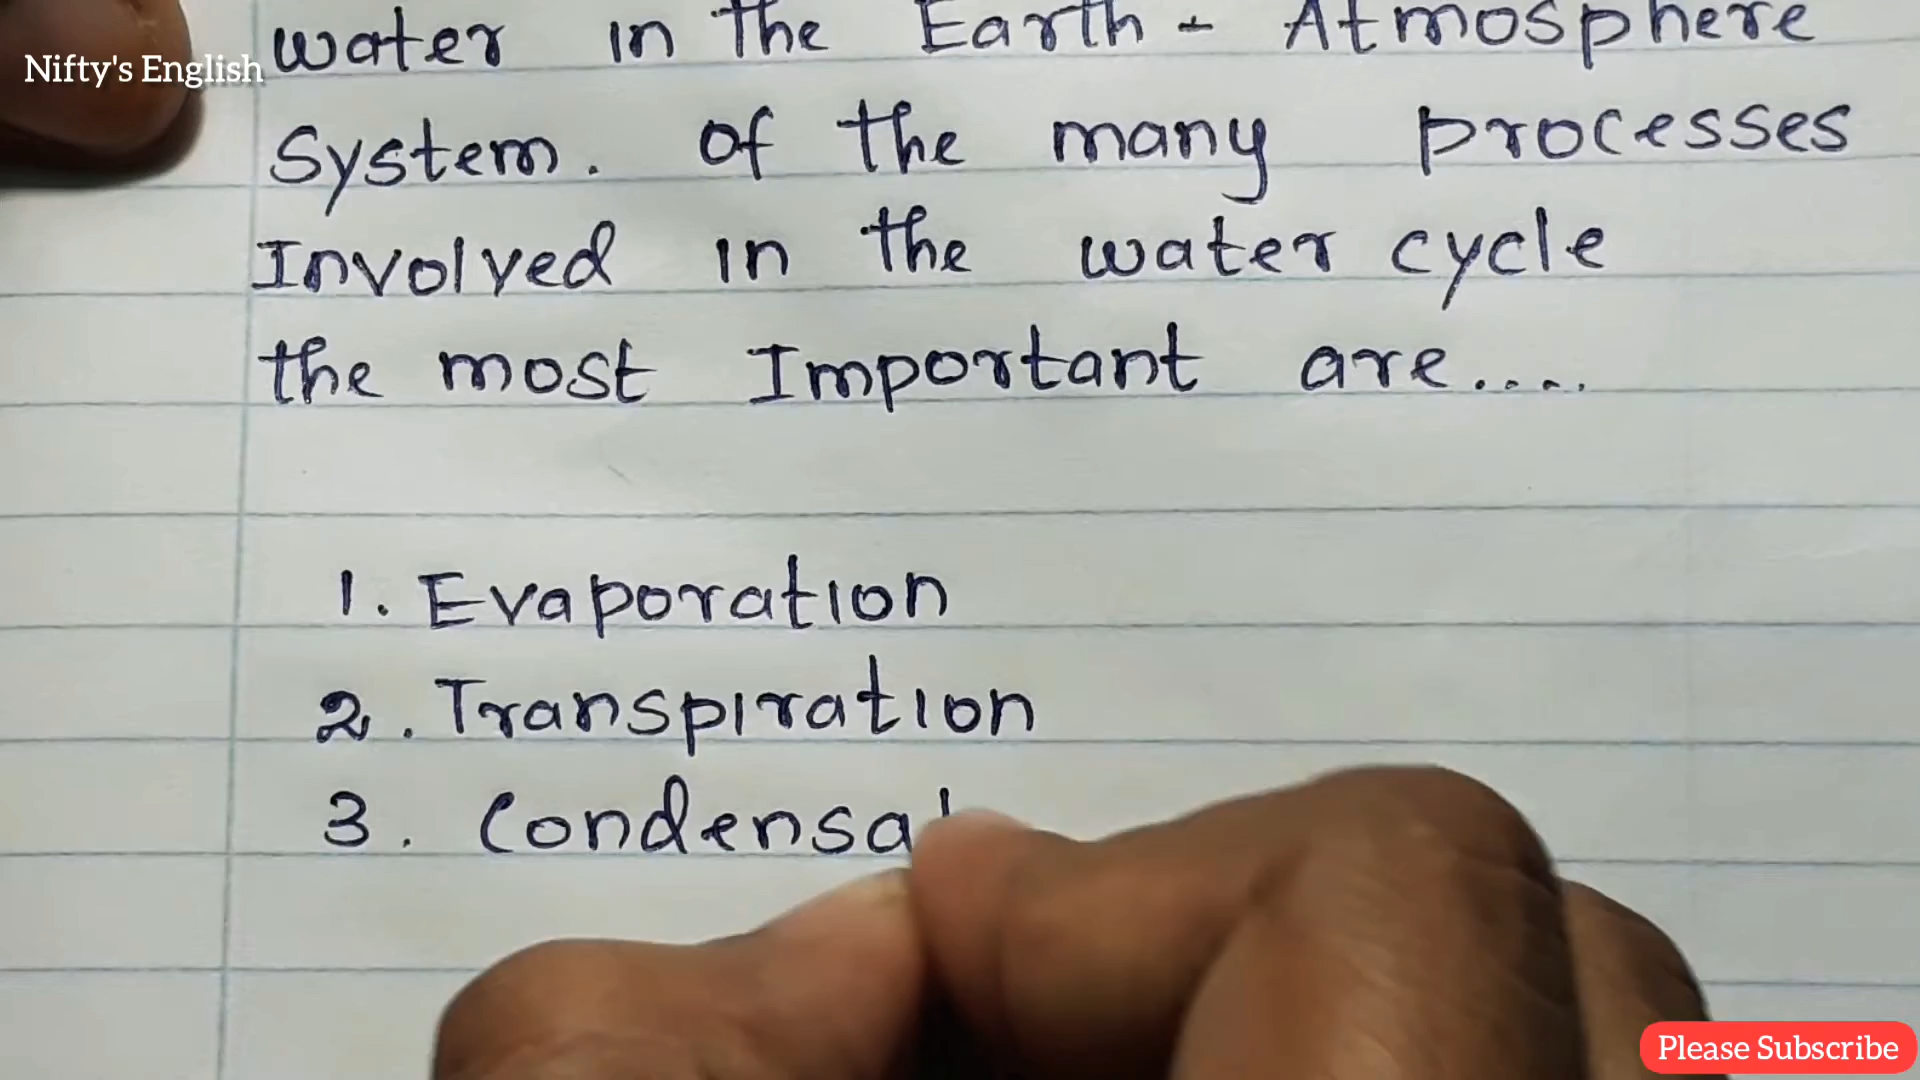 water in the Earth - Atmosphere
Nifty's English
System. Of the many processes
Involved in the water cycle
the most Important are....
1. Evaporation
2. Transpiration
3. Condensat
Please Subscribe